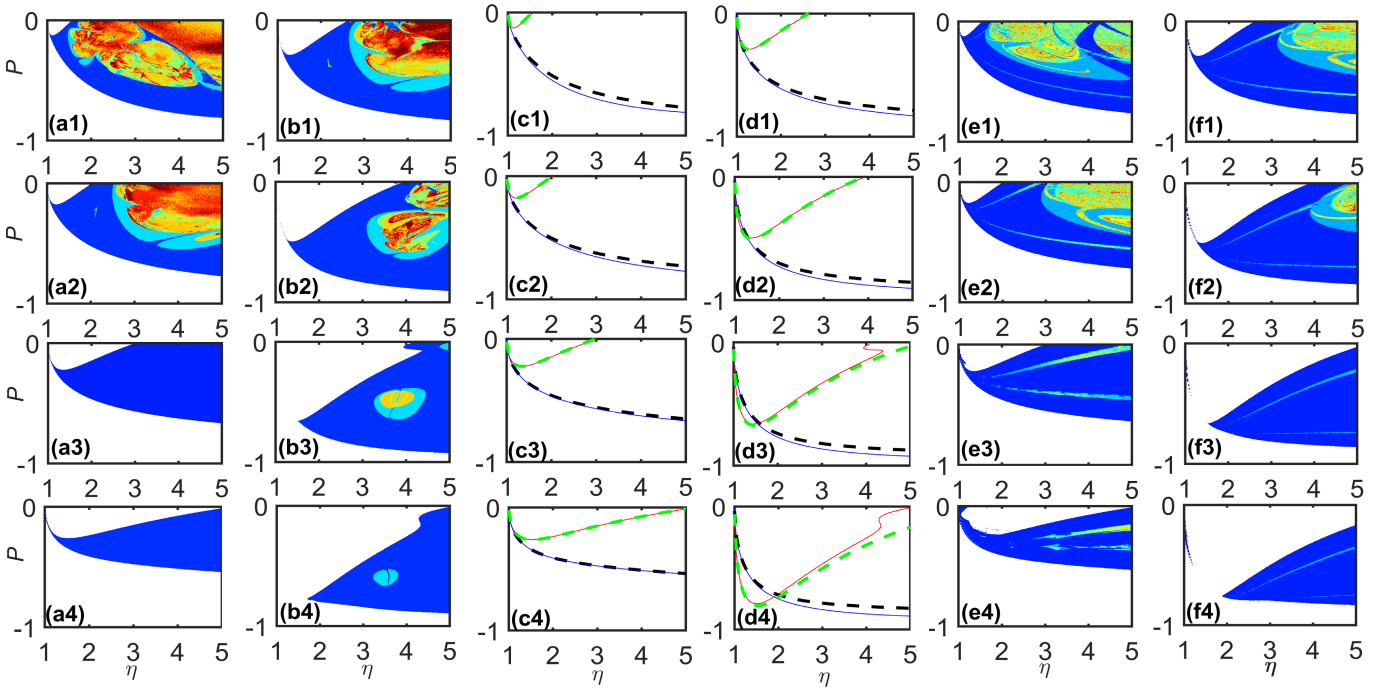 0 0 0 0 0 0
P
(a1) (b1) (c1) (d1) (e1) (f1)
-1 -1 -1 -1 -1 -1
1 2 3 4 5 1 2 3 4 5 1 2 3 4 5 1 2 3 4 5 1 2 3 4 5 1 2 3 4 5
0 0 0 0 0 0
P
(a2) (b2) (c2) (d2) (e2) (f2)
-1 -1 -1 -1 -1 -1
1 2 3 4 5 1 2 3 4 5 1 2 3 4 5 1 2 3 4 5 1 2 3 4 5 1 2 3 4 5
0 0 0 0 0 0
P
(a3) (b3) (c3) (d3) (e3) (f3)
-1 -1 -1 -1 -1 -1
1 2 3 4 5 1 2 3 4 5 1 2 3 4 5 1 2 3 4 5 1 2 3 4 5 1 2 3 4 5
0 0 0 0 0 0
P
(a4) (b4) (c4) (d4) (e4) (f4)
-1 -1 -1 -1 -1 -1
1 2 3 4 5 1 2 3 4 5 1 2 3 4 5 1 2 3 4 5 1 2 3 4 5 1 2 3 4 5
η η η η η η